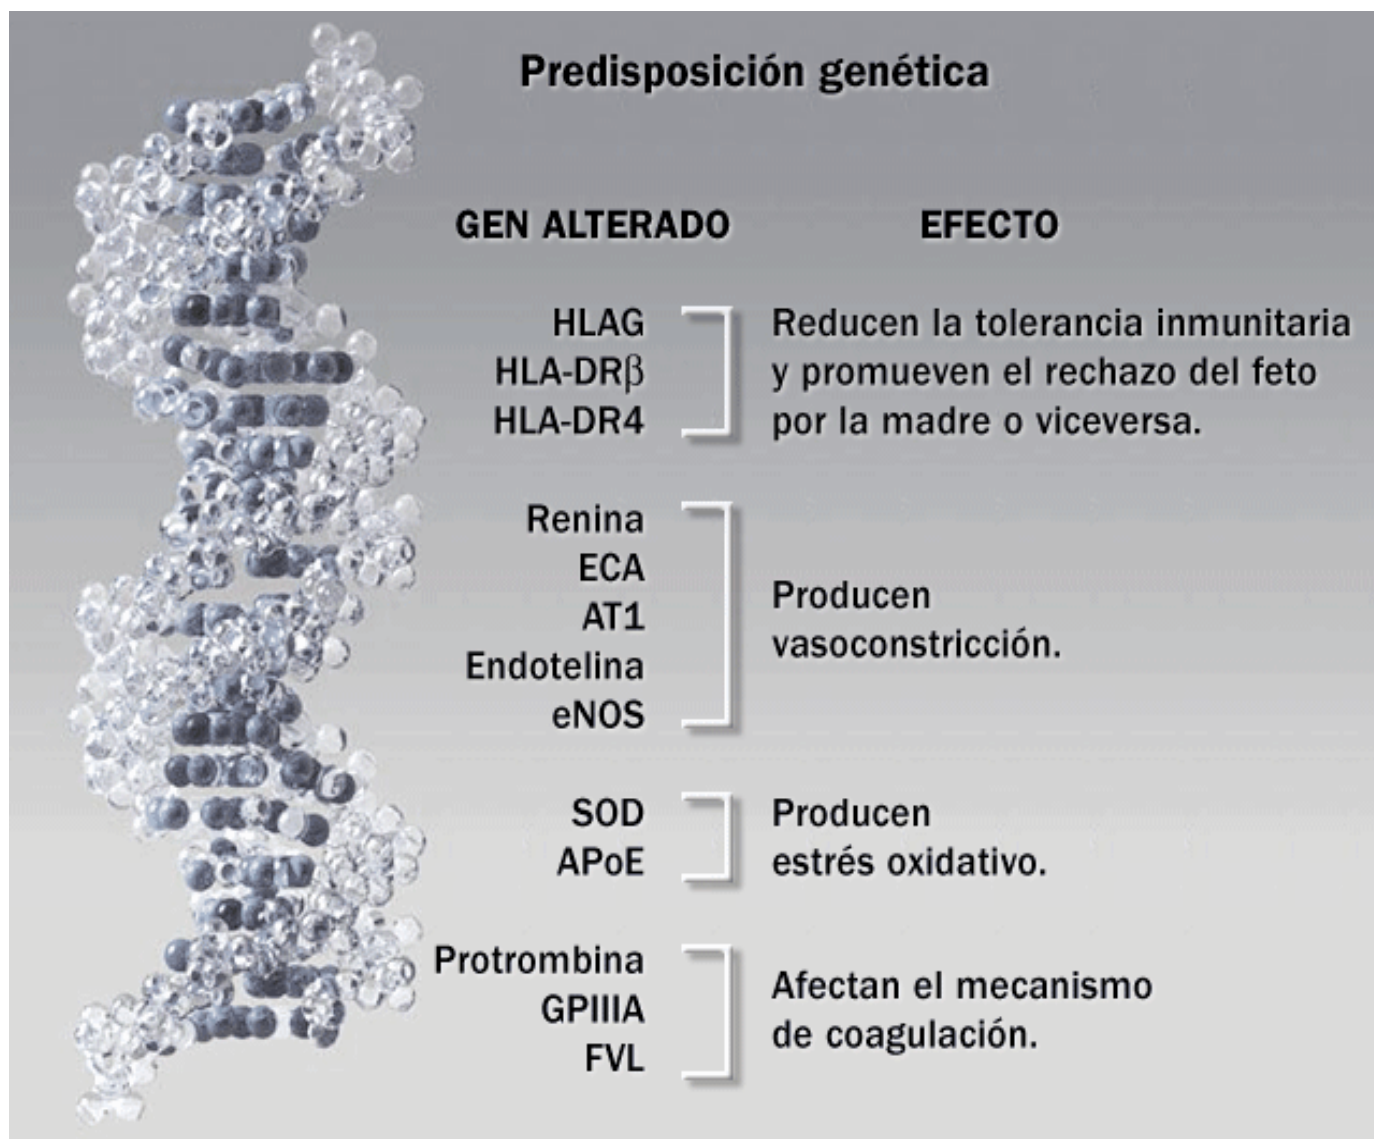 Predisposición genética
GEN ALTERADO
EFECTO
HLAG
HLA-DRβ
HLA-DR4
Reducen la tolerancia inmunitaria
y promueven el rechazo del feto
por la madre o viceversa.
Renina
ECA
AT1
Endotelina
eNOS
Producen
vasoconstricción.
SOD
APoE
Producen
estrés oxidativo.
Protrombina
GPIIIA
FVL
Afectan el mecanismo
de coagulación.